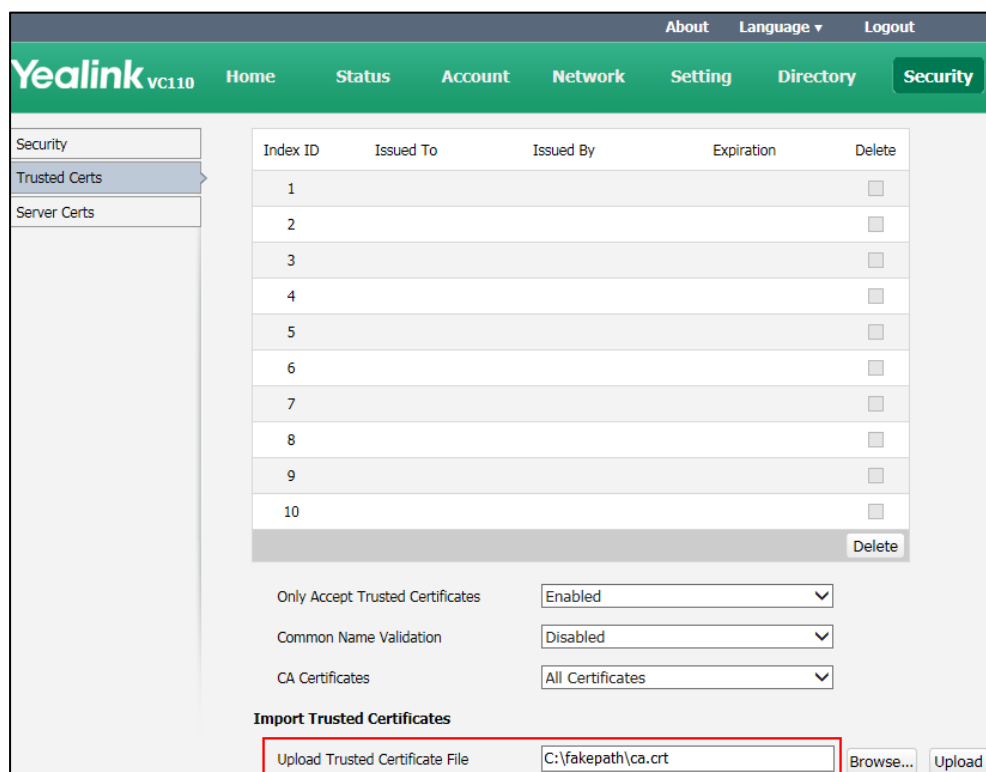 About Language ▾ Logout
Yealink VC110 Home Status Account Network Setting Directory Security
Security
Trusted Certs
Server Certs
Index ID Issued To Issued By Expiration Delete
1
2
3
4
5
6
7
8
9
10
Delete
Only Accept Trusted Certificates Enabled
Common Name Validation Disabled
CA Certificates All Certificates
Import Trusted Certificates
Upload Trusted Certificate File C:\fakepath\ca.crt Browse... Upload